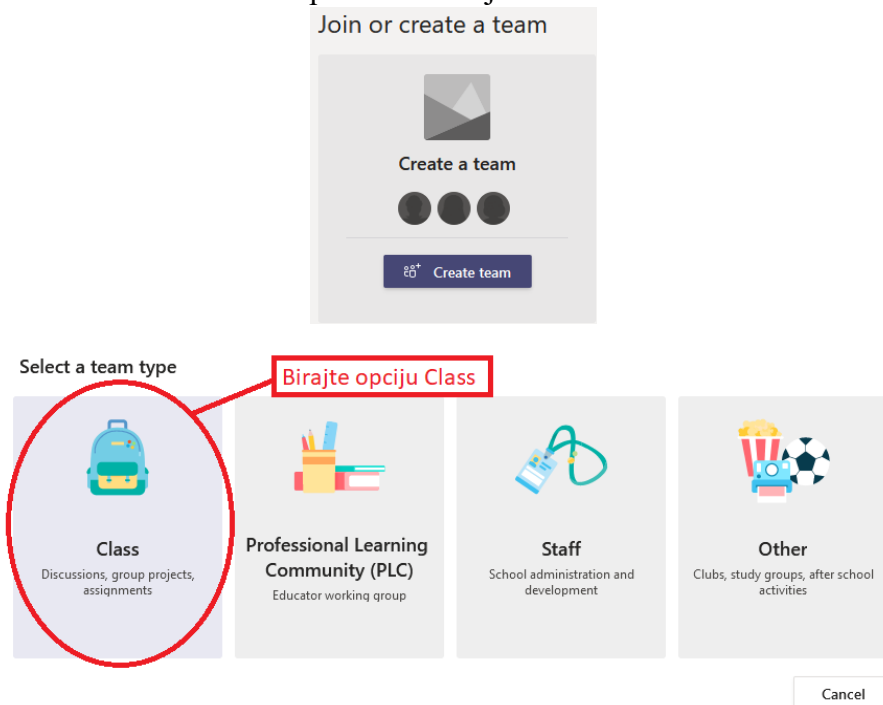 Join or create a team
Create a team
Create team
Select a team type
Birajte opciju Class
Class
Discussions, group projects,
assignments
Professional Learning
Community (PLC)
Educator working group
Staff
School administration and
development
Other
Clubs, study groups, after school
activities
Cancel